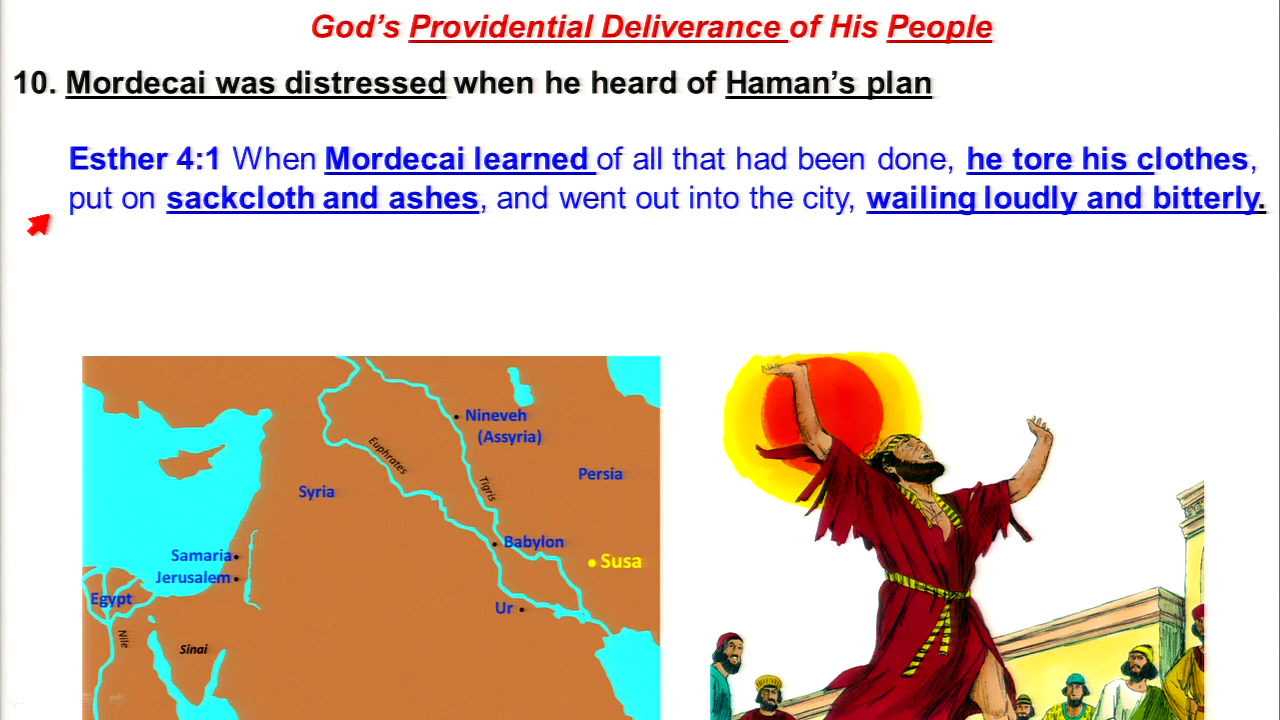 God’s Providential Deliverance of His People
10. Mordecai was distressed when he heard of Haman’s plan
Esther 4:1 When Mordecai learned of all that had been done, he tore his clothes,
put on sackcloth and ashes, and went out into the city, wailing loudly and bitterly.
Nineveh
(Assyria)
Euphrates
Persia
Tigris
Syria
Babylon
Samaria
Susa
Jerusalem
Egypt
Ur
Nile
Sinai